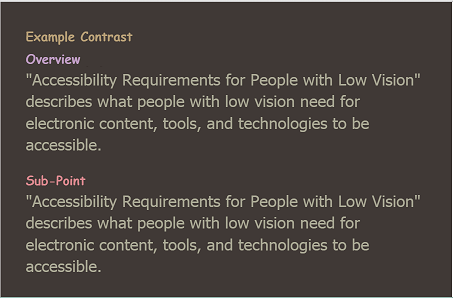 Example Contrast
Overview
"Accessibility Requirements for People with Low Vision"
describes what people with low vision need for
electronic content, tools, and technologies to be
accessible.
Sub-Point
"Accessibility Requirements for People with Low Vision"
describes what people with low vision need for
electronic content, tools, and technologies to be
accessible.